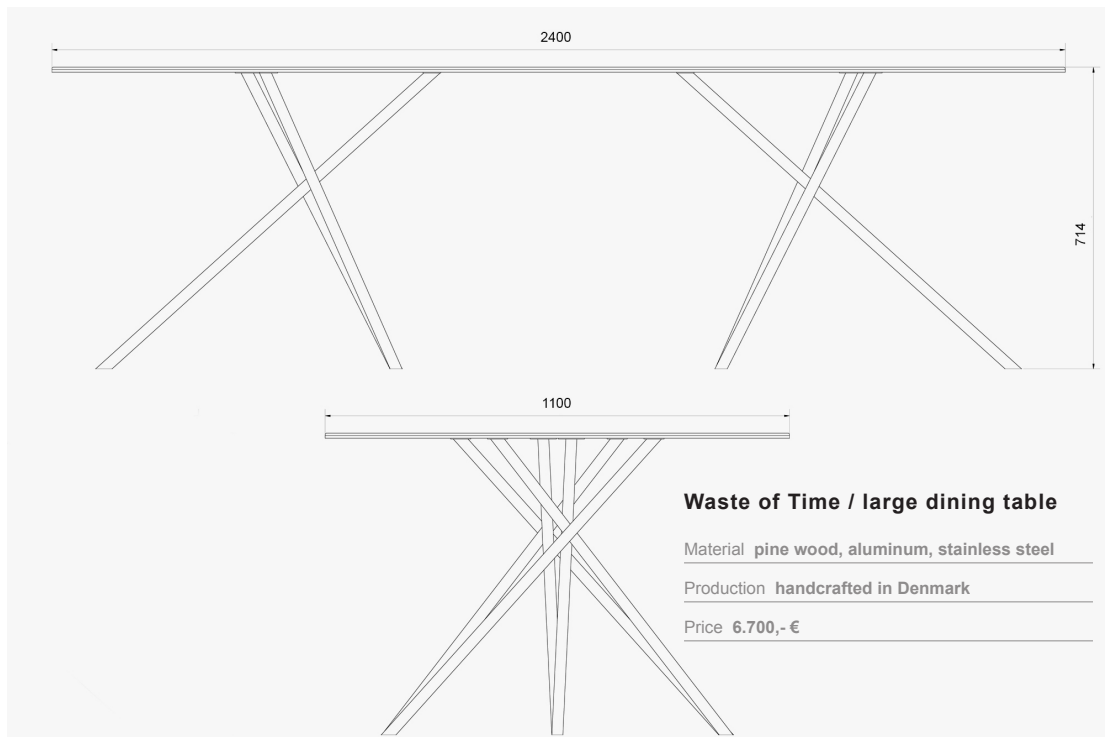 2400
714
1100
Waste of Time / large dining table
Material pine wood, aluminum, stainless steel
Production handcrafted in Denmark
Price 6.700,- €